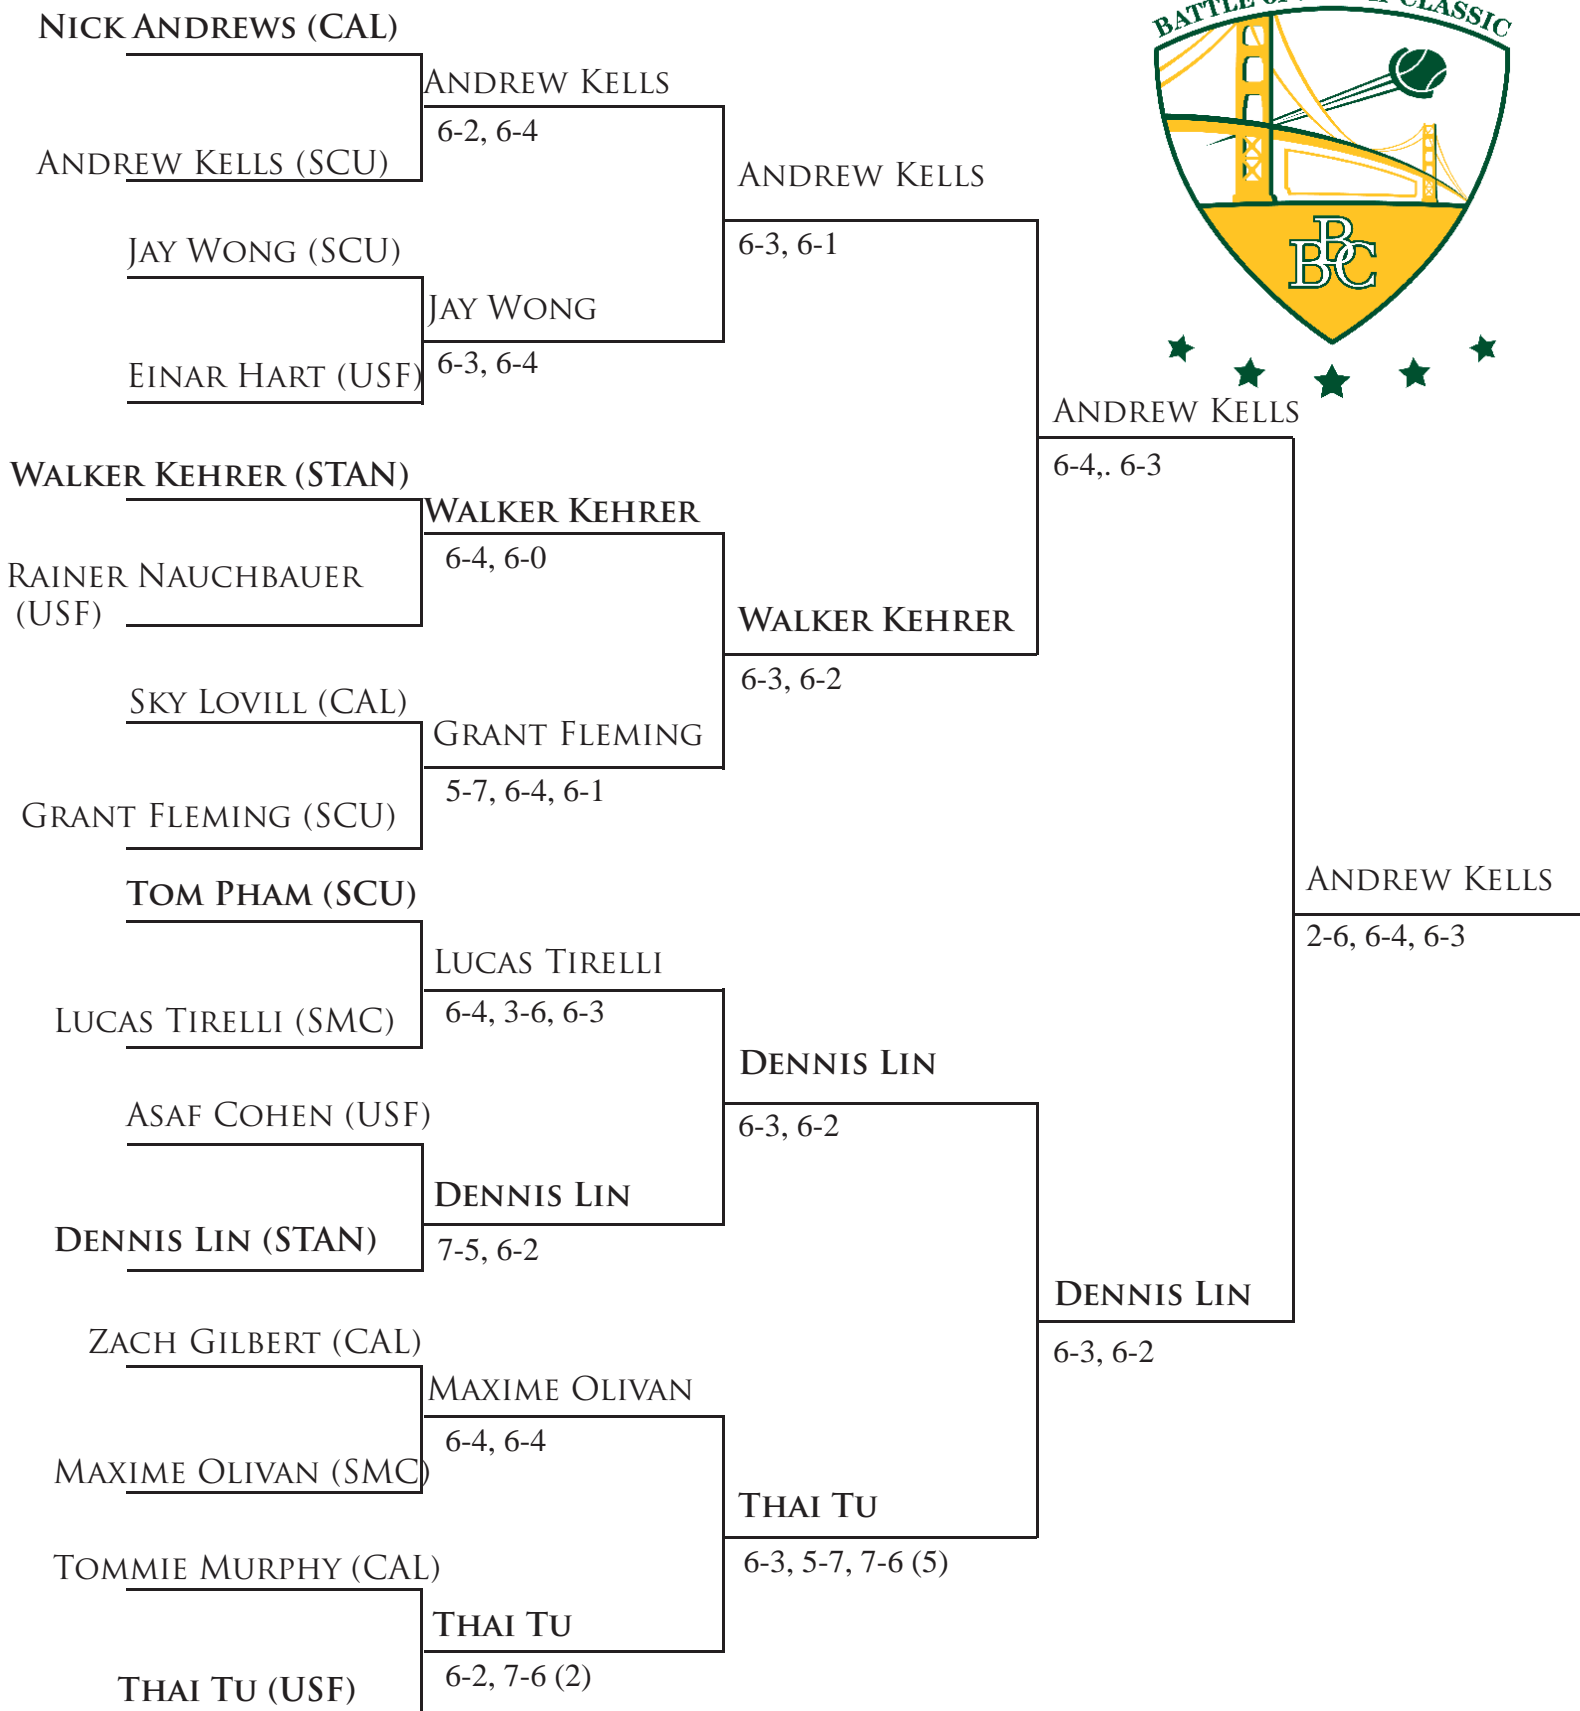 BATTLE
CLASSIC
BBC
NICK ANDREWS (CAL)
ANDREW KELLS
6-2, 6-4
ANDREW KELLS (SCU)
ANDREW KELLS
6-3, 6-1
JAY WONG (SCU)
JAY WONG
6-3, 6-4
EINAR HART (USF)
ANDREW KELLS
6-4,. 6-3
WALKER KEHRER (STAN)
WALKER KEHRER
6-4, 6-0
RAINER NAUCHBAUER
(USF)
WALKER KEHRER
6-3, 6-2
SKY LOVILL (CAL)
GRANT FLEMING
5-7, 6-4, 6-1
GRANT FLEMING (SCU)
ANDREW KELLS
2-6, 6-4, 6-3
TOM PHAM (SCU)
LUCAS TIRELLI
6-4, 3-6, 6-3
LUCAS TIRELLI (SMC)
DENNIS LIN
6-3, 6-2
ASAF COHEN (USF)
DENNIS LIN
7-5, 6-2
DENNIS LIN (STAN)
DENNIS LIN
6-3, 6-2
ZACH GILBERT (CAL)
MAXIME OLIVAN
6-4, 6-4
MAXIME OLIVAN (SMC)
THAI TU
6-3, 5-7, 7-6 (5)
TOMMIE MURPHY (CAL)
THAI TU
6-2, 7-6 (2)
THAI TU (USF)